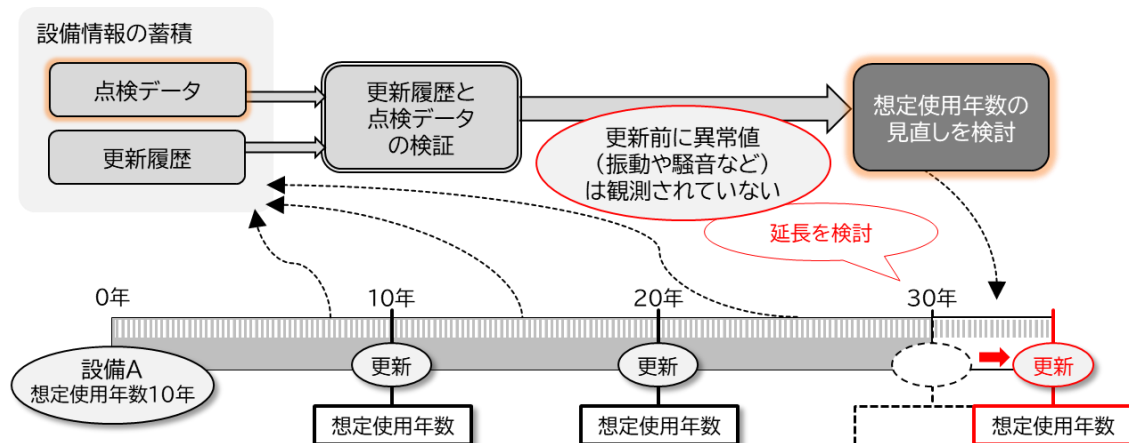 設備情報の蓄積
点検データ
更新履歴
更新履歴と
点検データ
の検証
更新前に異常値
（振動や騒音など）
は観測されていない
想定使用年数の
見直しを検討
延長を検討
0年
10年
20年
30年
設備A
想定使用年数10年
更新
更新
更新
想定使用年数
想定使用年数
想定使用年数